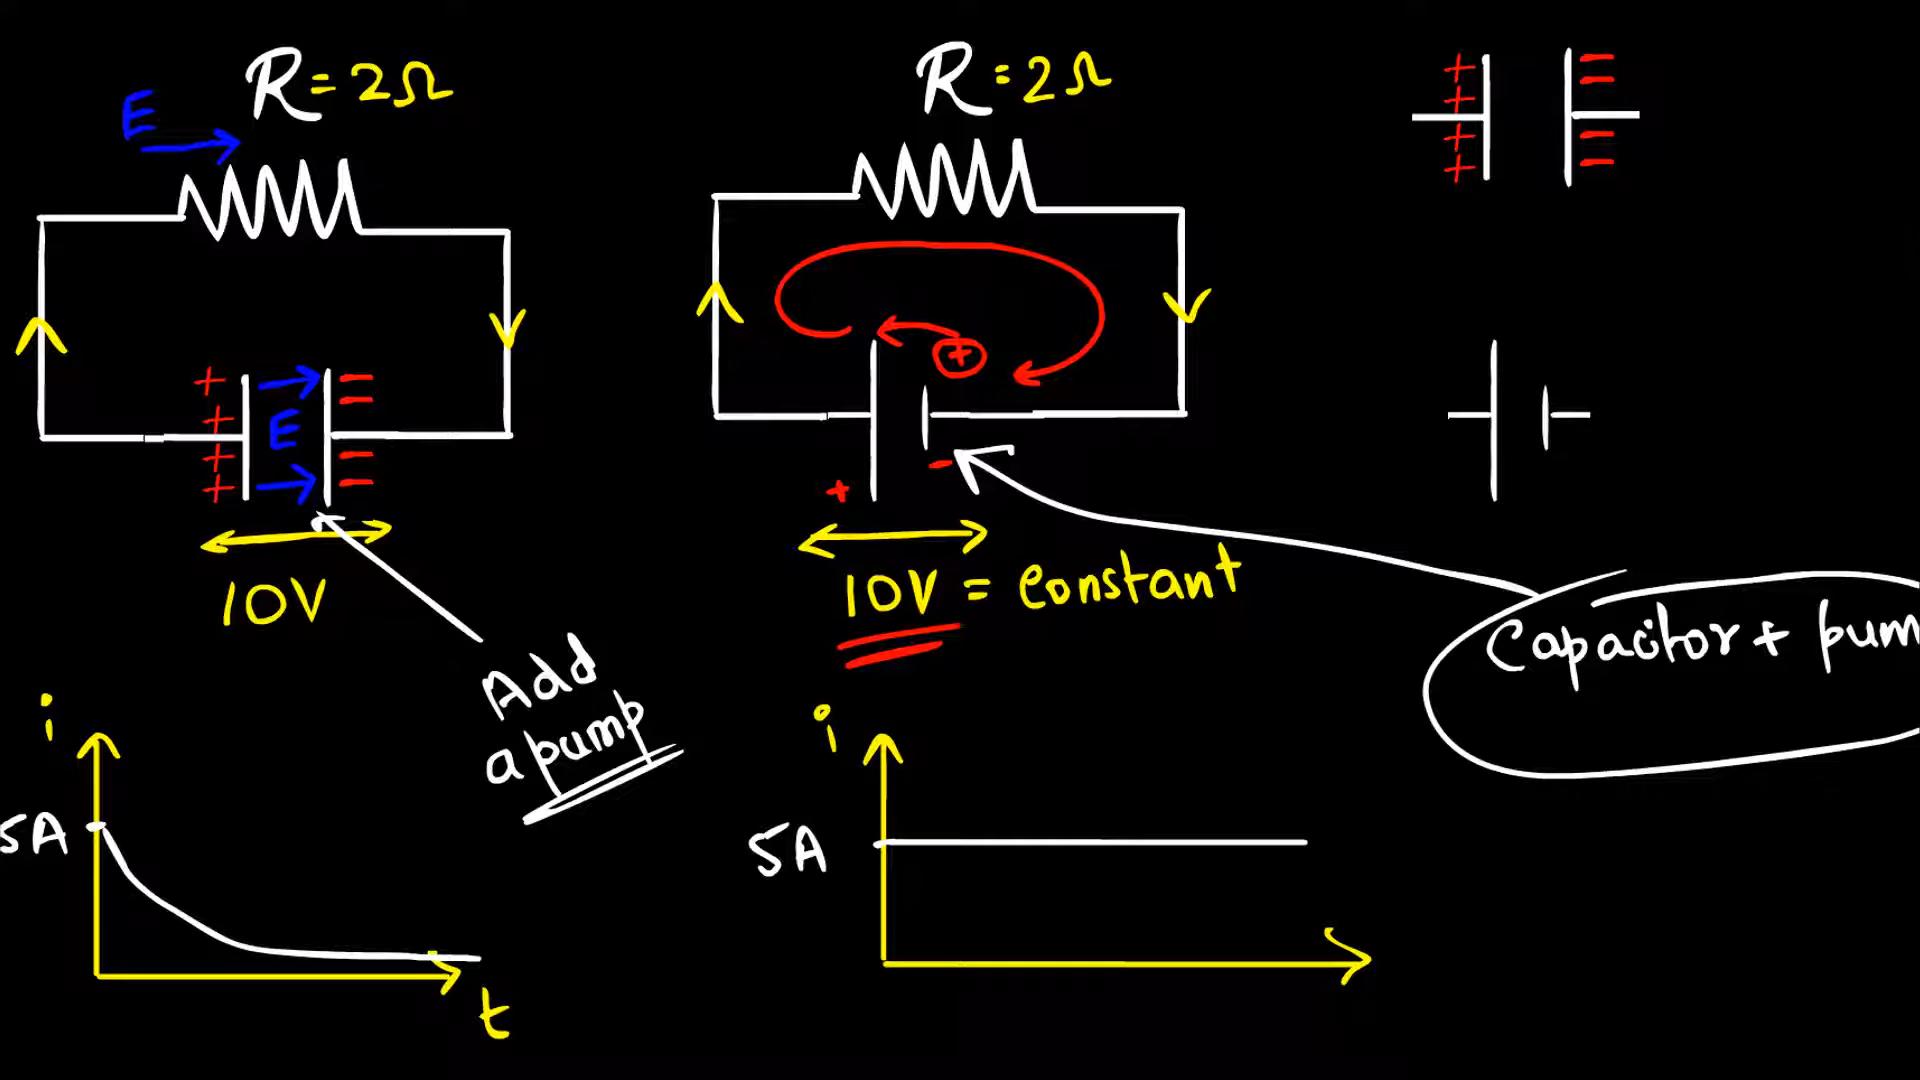 R = 2Ω
E
+ + + +
E
− − − −
10V
Add
a pump
i
5A
t
R = 2Ω
+
+
-
10V = constant
i
5A
+ + + +
− − − −
Capacitor + pum